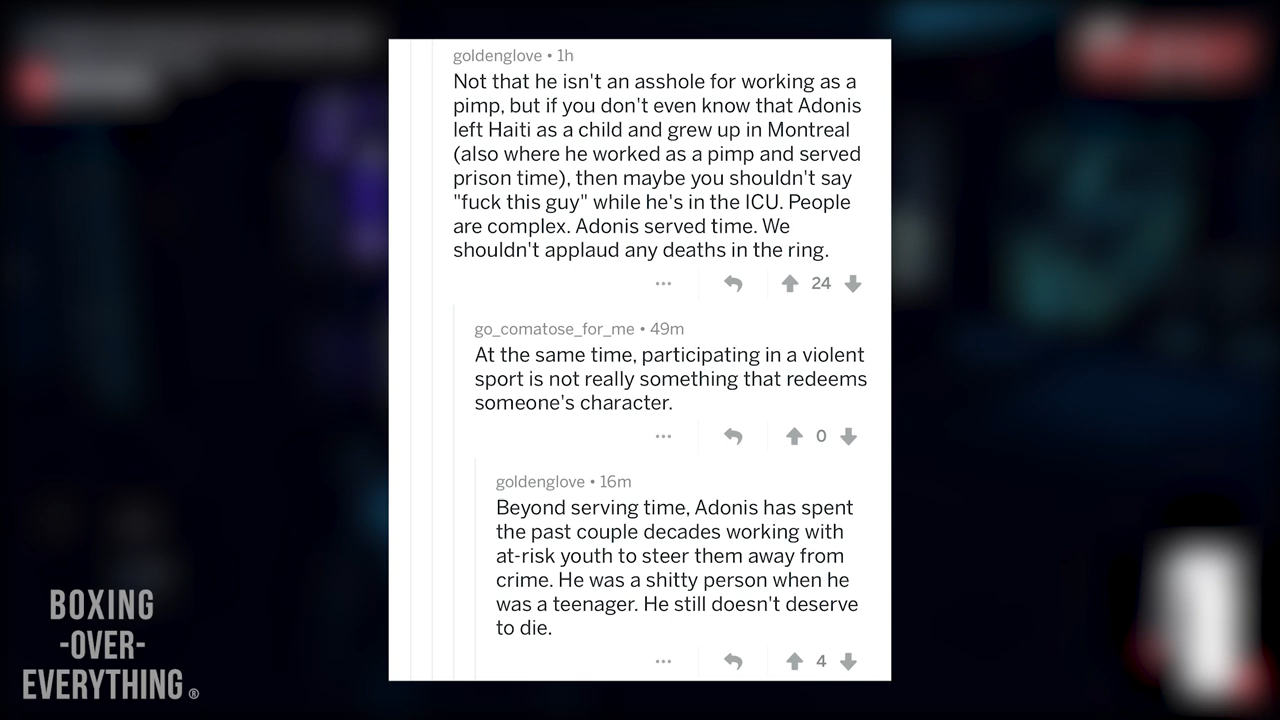 goldenglove • 1h
Not that he isn't an asshole for working as a
pimp, but if you don't even know that Adonis
left Haiti as a child and grew up in Montreal
(also where he worked as a pimp and served
prison time), then maybe you shouldn't say
"fuck this guy" while he's in the ICU. People
are complex. Adonis served time. We
shouldn't applaud any deaths in the ring.
24
go_comatose_for_me • 49m
At the same time, participating in a violent
sport is not really something that redeems
someone's character.
0
goldenglove • 16m
Beyond serving time, Adonis has spent
the past couple decades working with
at-risk youth to steer them away from
crime. He was a shitty person when he
was a teenager. He still doesn't deserve
to die.
4
BOXING
-OVER-
EVERYTHING ®